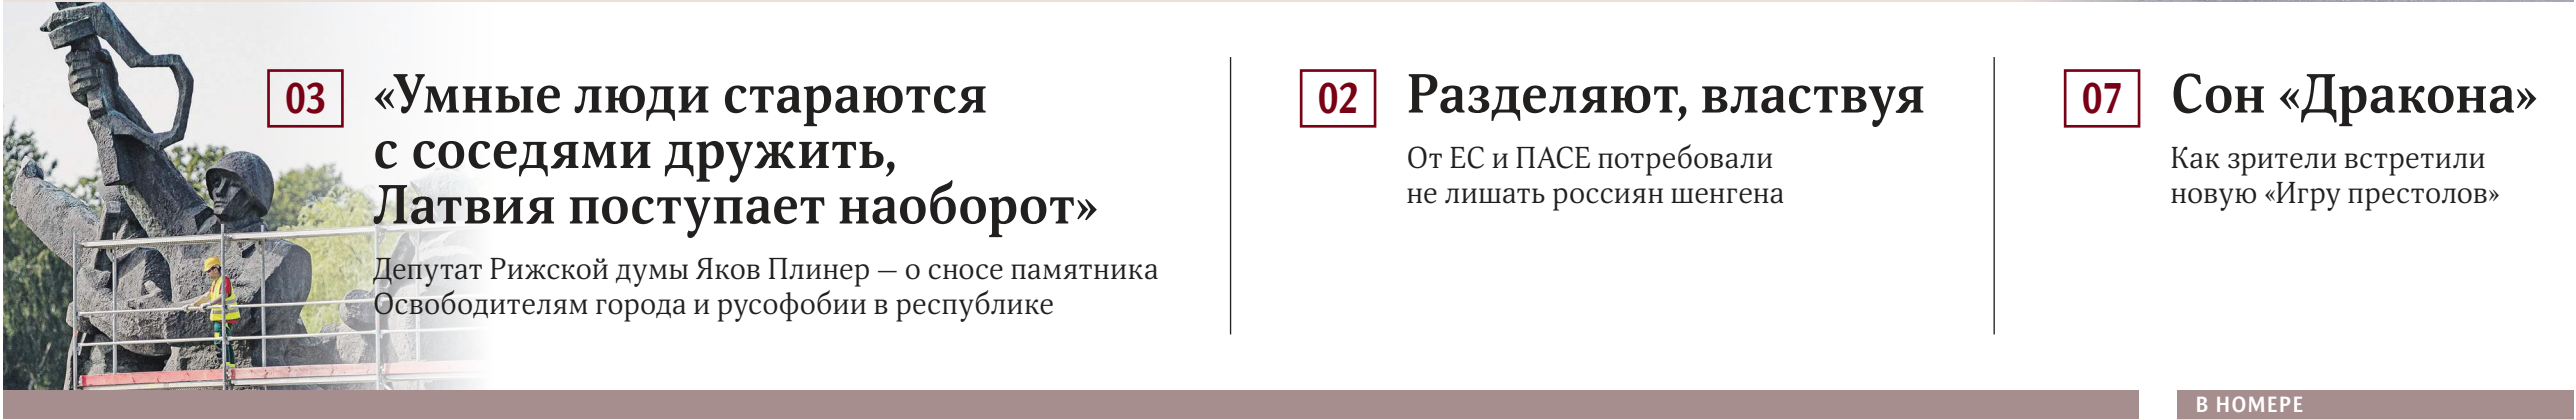 03
«Умные люди стараются
с соседями дружить,
Латвия поступает наоборот»
Депутат Рижской думы Яков Плинер – о сносе памятника
Освободителям города и русофобии в республике
02
Разделяют, властвуя
От ЕС и ПАСЕ потребовали
не лишать россиян шенгена
07
Сон «Дракона»
Как зрители встретили
новую «Игру престолов»
В НОМЕРЕ